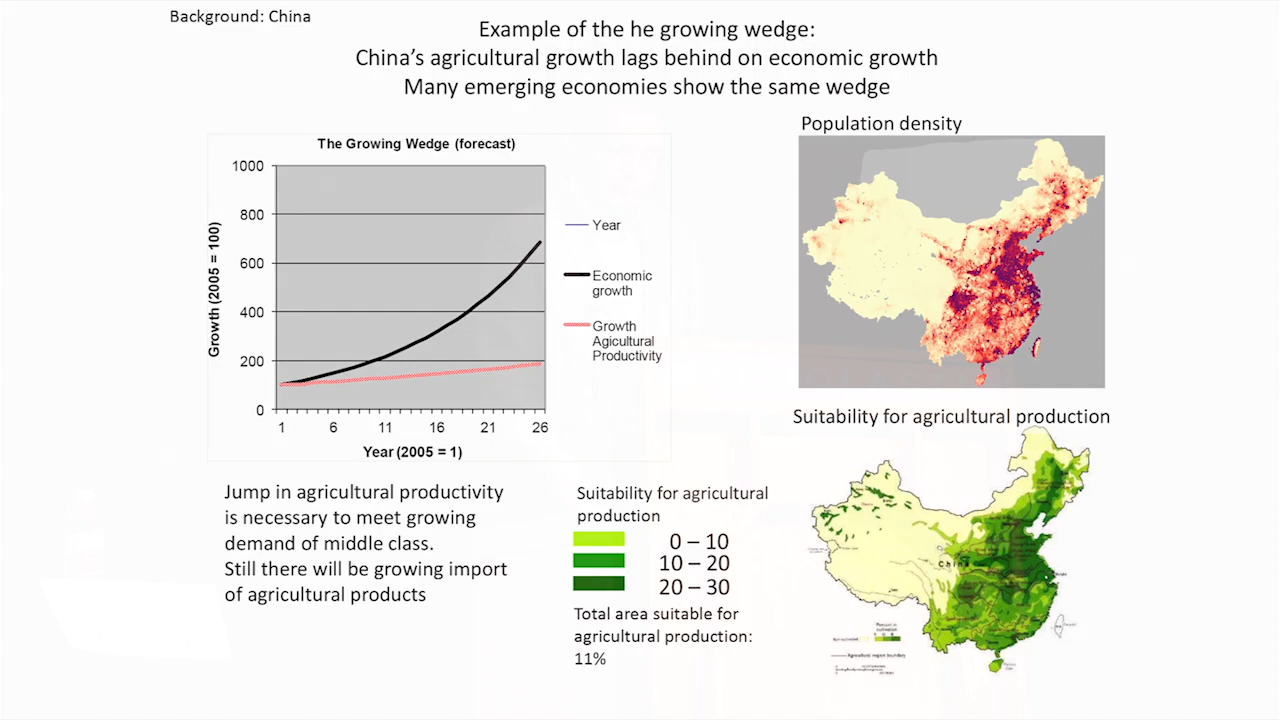 Background: China
Example of the he growing wedge:
China's agricultural growth lags behind on economic growth
Many emerging economies show the same wedge
The Growing Wedge (forecast)
1000
800
600
400
200
0
Growth (2005 = 100)
1 6 11 16 21 26
Year (2005 = 1)
Year
Economic
growth
Growth
Agicultural
Productivity
Population density
Suitability for agricultural production
China
Agricultural region boundary
Jump in agricultural productivity
is necessary to meet growing
demand of middle class.
Still there will be growing import
of agricultural products
Suitability for agricultural
production
0 – 10
10 – 20
20 – 30
Total area suitable for
agricultural production:
11%